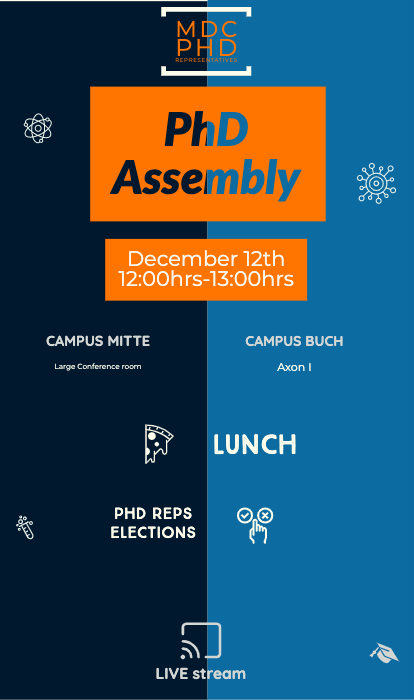 MDC
PHD
REPRESENTATIVES
PhD
Assembly
December 12th
12:00hrs-13:00hrs
CAMPUS MITTE
Large Conference room
CAMPUS BUCH
Axon I
LUNCH
PHD REPS
ELECTIONS
LIVE stream